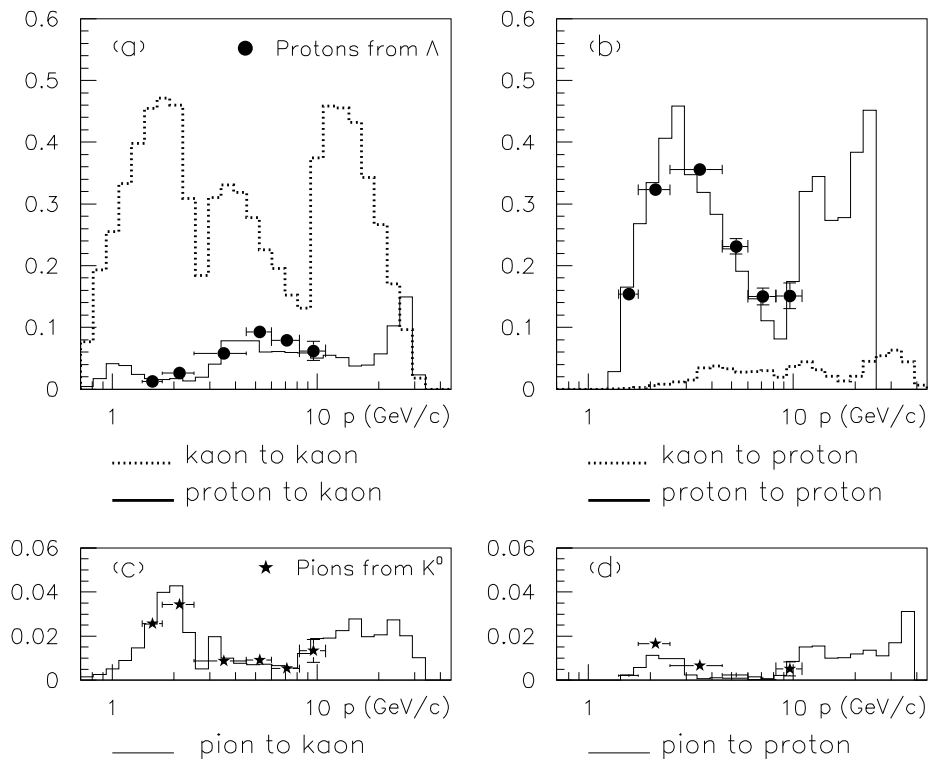 0.6
0.5
0.4
0.3
0.2
0.1
0
(a)
Protons from Λ
1
10 p (GeV/c)
kaon to kaon
proton to kaon
0.6
0.5
0.4
0.3
0.2
0.1
0
(b)
1
10 p (GeV/c)
kaon to proton
proton to proton
0.06
0.04
0.02
0
(c)
Pions from K⁰
1
10 p (GeV/c)
pion to kaon
0.06
0.04
0.02
0
(d)
1
10 p (GeV/c)
pion to proton